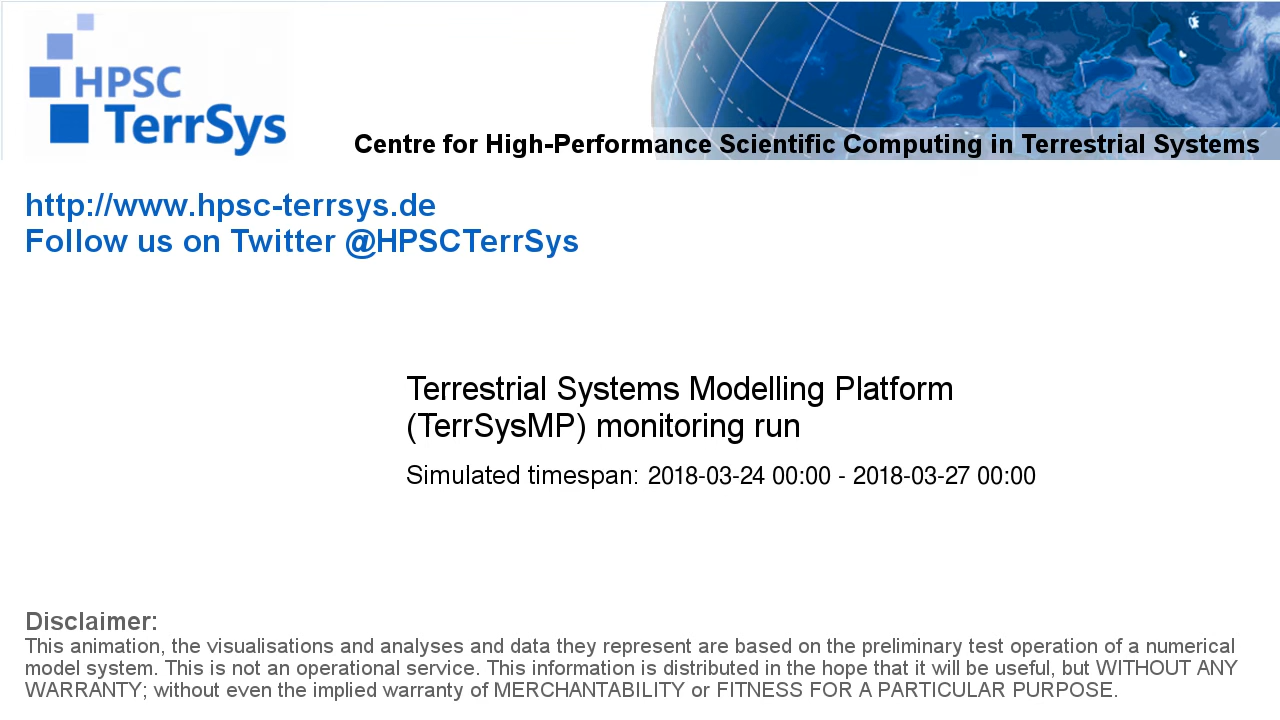 HPSC
TerrSys
Centre for High-Performance Scientific Computing in Terrestrial Systems
http://www.hpsc-terrsys.de
Follow us on Twitter @HPSCTerrSys
Terrestrial Systems Modelling Platform
(TerrSysMP) monitoring run
Simulated timespan: 2018-03-24 00:00 - 2018-03-27 00:00
Disclaimer:
This animation, the visualisations and analyses and data they represent are based on the preliminary test operation of a numerical
model system. This is not an operational service. This information is distributed in the hope that it will be useful, but WITHOUT ANY
WARRANTY; without even the implied warranty of MERCHANTABILITY or FITNESS FOR A PARTICULAR PURPOSE.